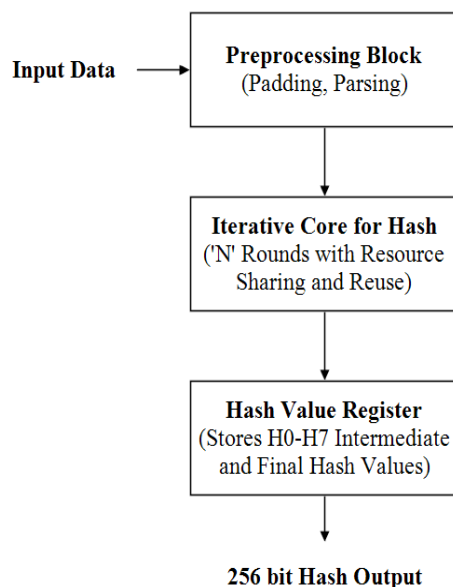 Input Data
Preprocessing Block
(Padding, Parsing)
Iterative Core for Hash
('N' Rounds with Resource
Sharing and Reuse)
Hash Value Register
(Stores H0-H7 Intermediate
and Final Hash Values)
256 bit Hash Output